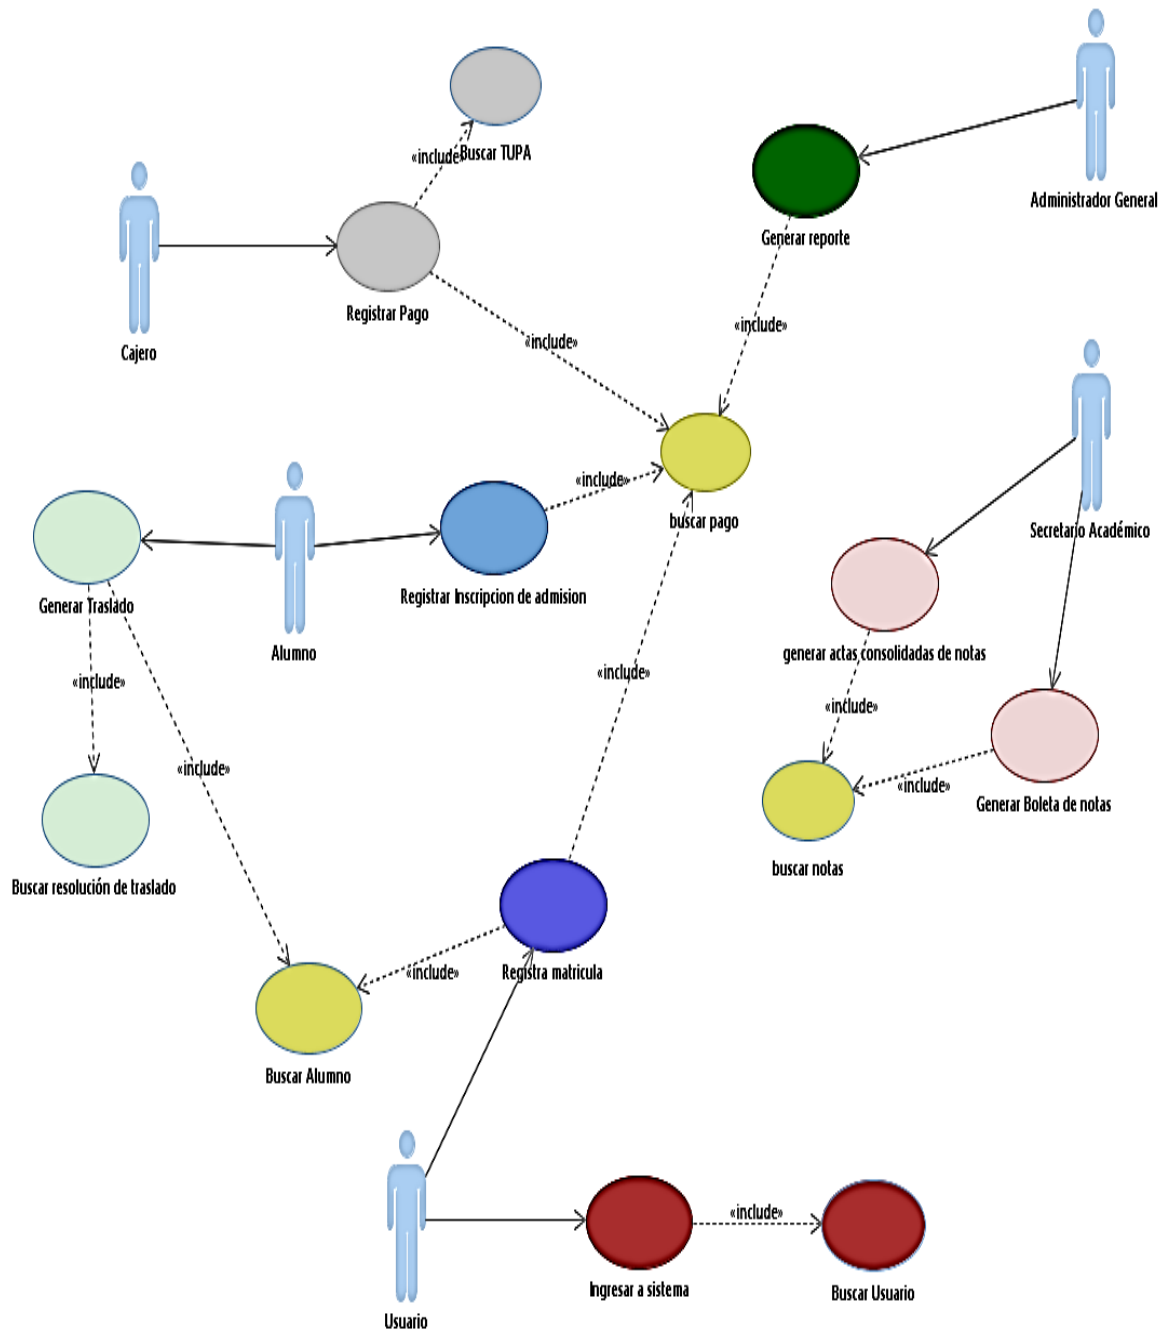 «include»
Buscar TUPA
Administrador General
Generar reporte
Registrar Pago
«include»
«include»
Cajero
«include»
buscar pago
Secretario Académico
Registrar Inscripcion de admision
Generar Traslado
Alumno
generar actas consolidadas de notas
«include»
«include»
«include»
«include»
«include»
Generar Boleta de notas
buscar notas
Buscar resolución de traslado
«include»
Registra matricula
Buscar Alumno
«include»
Ingresar a sistema
Buscar Usuario
Usuario